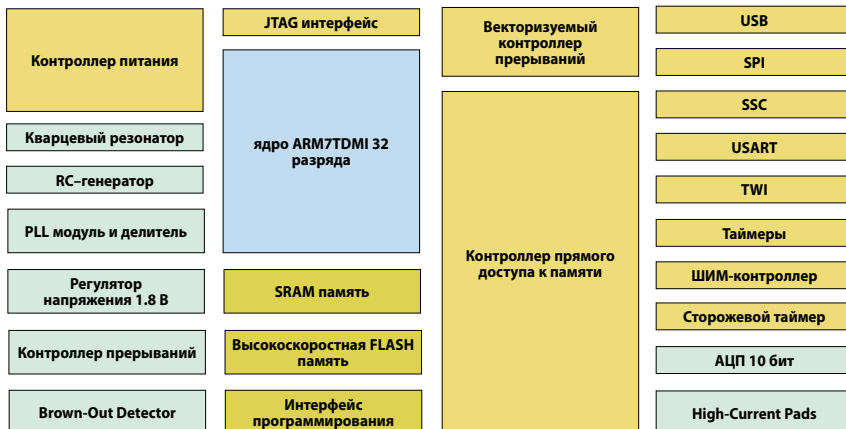 Контроллер питания
Кварцевый резонатор
RC–генератор
PLL модуль и делитель
Регулятор
напряжения 1.8 В
Контроллер прерываний
Brown-Out Detector
JTAG интерфейс
ядро ARM7TDMI 32
разряда
SRAM память
Высокоскоростная FLASH
память
Интерфейс
программирования
Векторизуемый
контроллер
прерываний
Контроллер прямого
доступа к памяти
USB
SPI
SSC
USART
TWI
Таймеры
ШИМ-контроллер
Сторожевой таймер
АЦП 10 бит
High-Current Pads